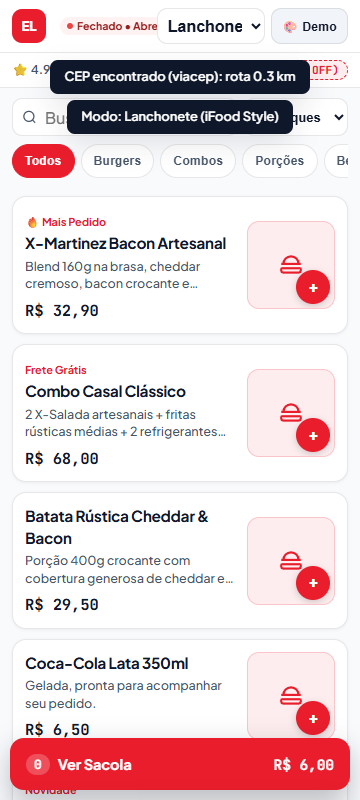 EL
Fechado • Abre
Lanchone
Demo
4.9
OFF)
CEP encontrado (viacep): rota 0.3 km
Modo: Lanchonete (iFood Style)
Bus
ques
Todos
Burgers
Combos
Porções
Be
Mais Pedido
X-Martinez Bacon Artesanal
Blend 160g na brasa, cheddar
cremoso, bacon crocante e…
R$ 32,90
+
Frete Grátis
Combo Casal Clássico
2 X-Salada artesanais + fritas
rústicas médias + 2 refrigerantes…
R$ 68,00
+
Batata Rústica Cheddar &
Bacon
Porção 400g crocante com
cobertura generosa de cheddar e…
R$ 29,50
+
Coca-Cola Lata 350ml
Gelada, pronta para acompanhar
seu pedido.
R$ 6,50
+
0 Ver Sacola R$ 6,00
Novidade